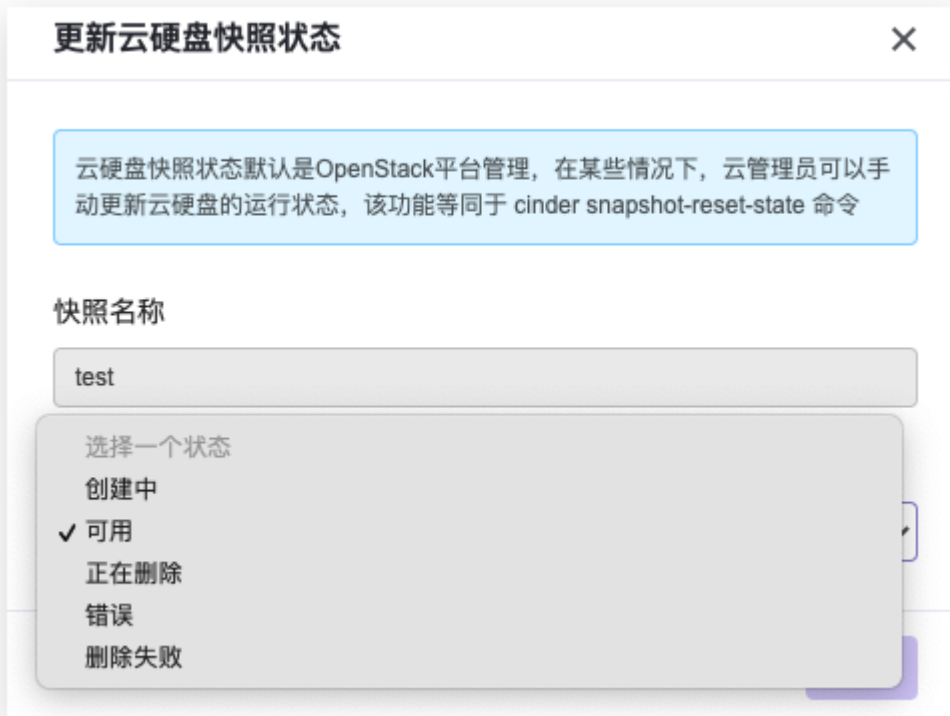 更新云硬盘快照状态
云硬盘快照状态默认是OpenStack平台管理，在某些情况下，云管理员可以手
动更新云硬盘的运行状态，该功能等同于 cinder snapshot-reset-state 命令
快照名称
test
选择一个状态
创建中
可用
正在删除
错误
删除失败